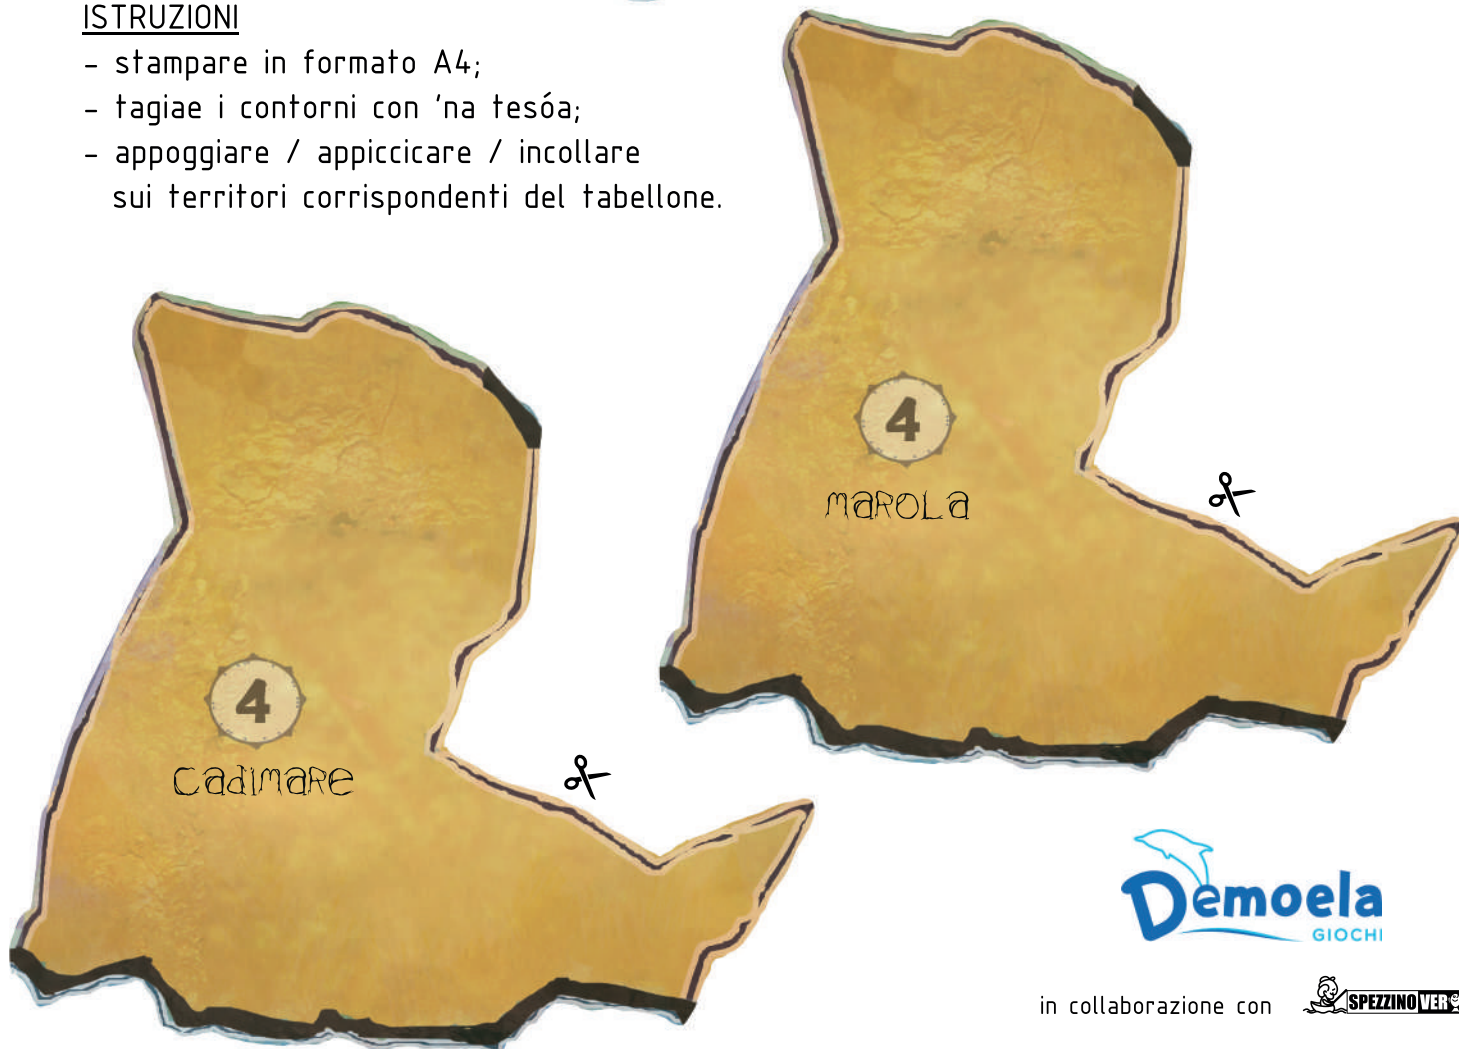 ISTRUZIONI
- stampare in formato A4;
- tagiae i contorni con 'na tesóa;
- appoggiare / appiccicare / incollare
sui territori corrispondenti del tabellone.
4
MAROLA
4
CADIMARE
Demoela
GIOCHI
in collaborazione con
SPEZZINO VER